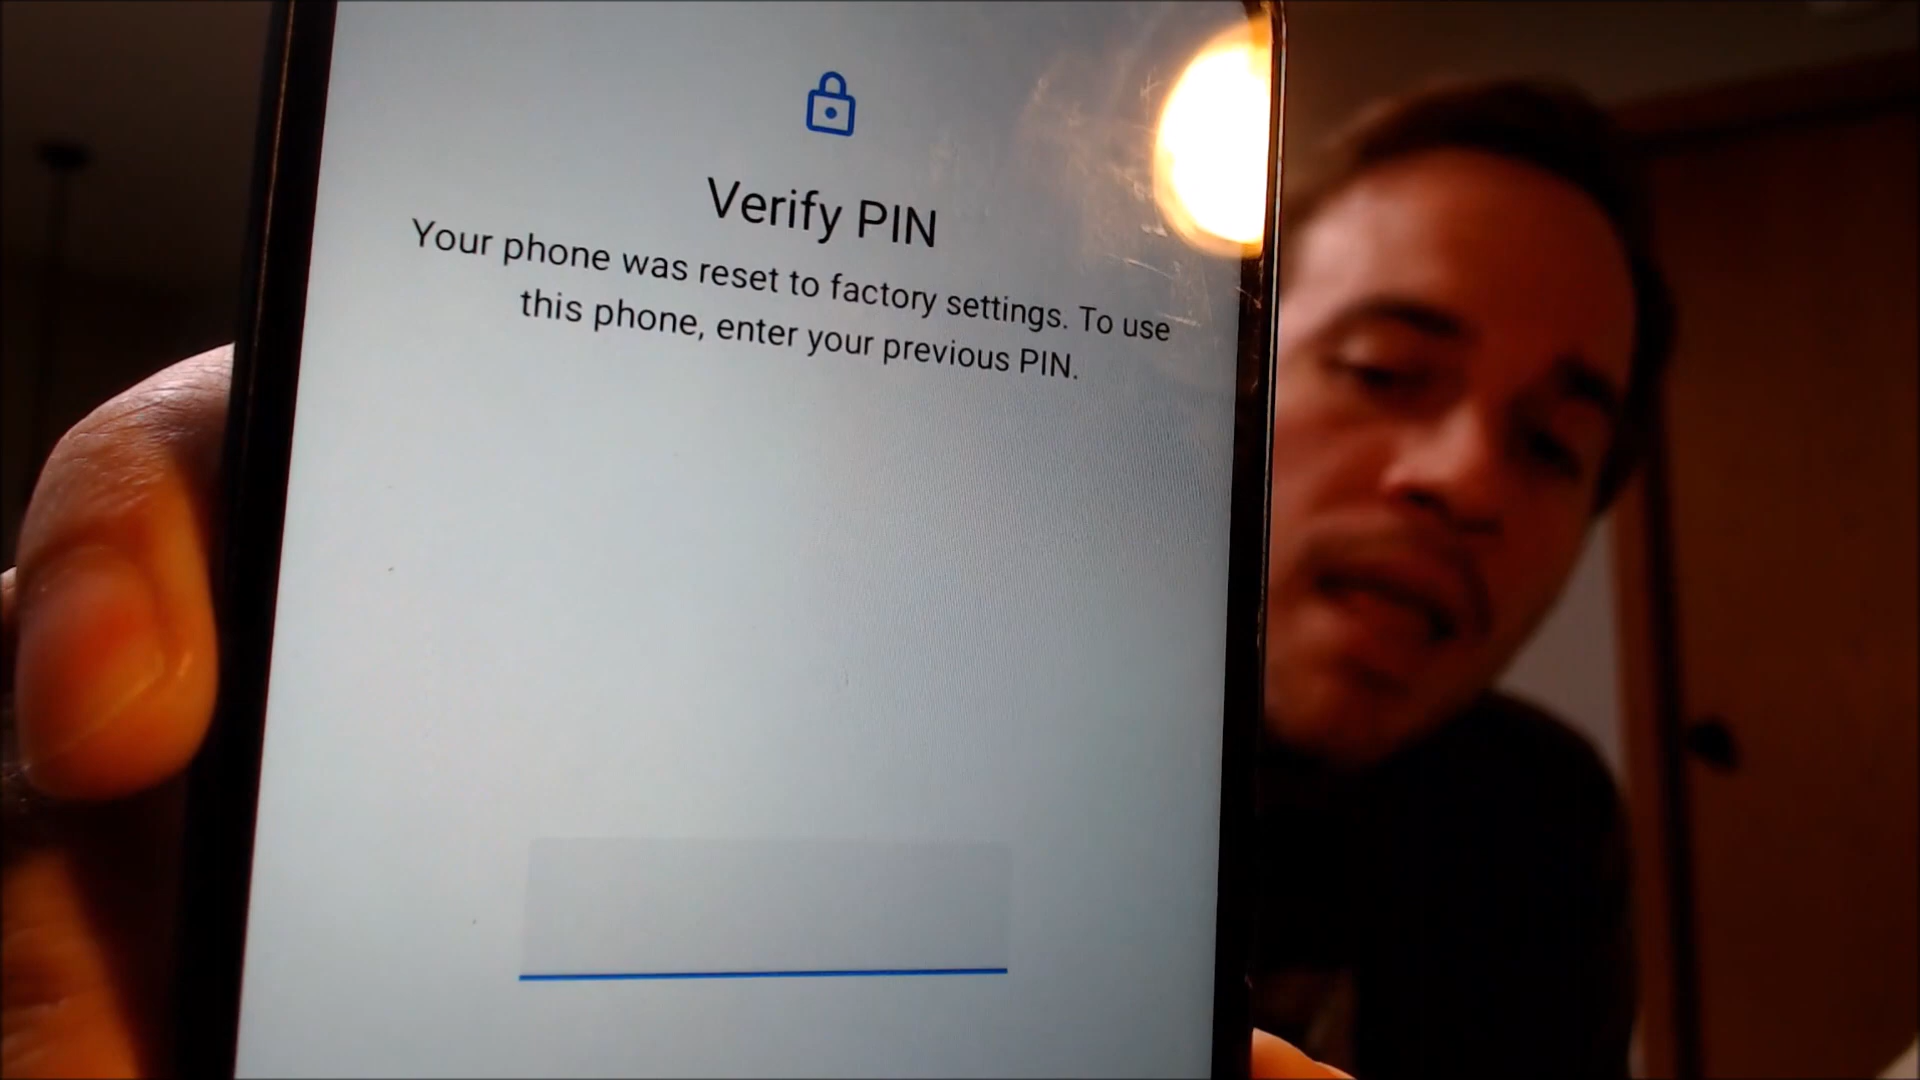 Verify PIN
Your phone was reset to factory settings. To use
this phone, enter your previous PIN.